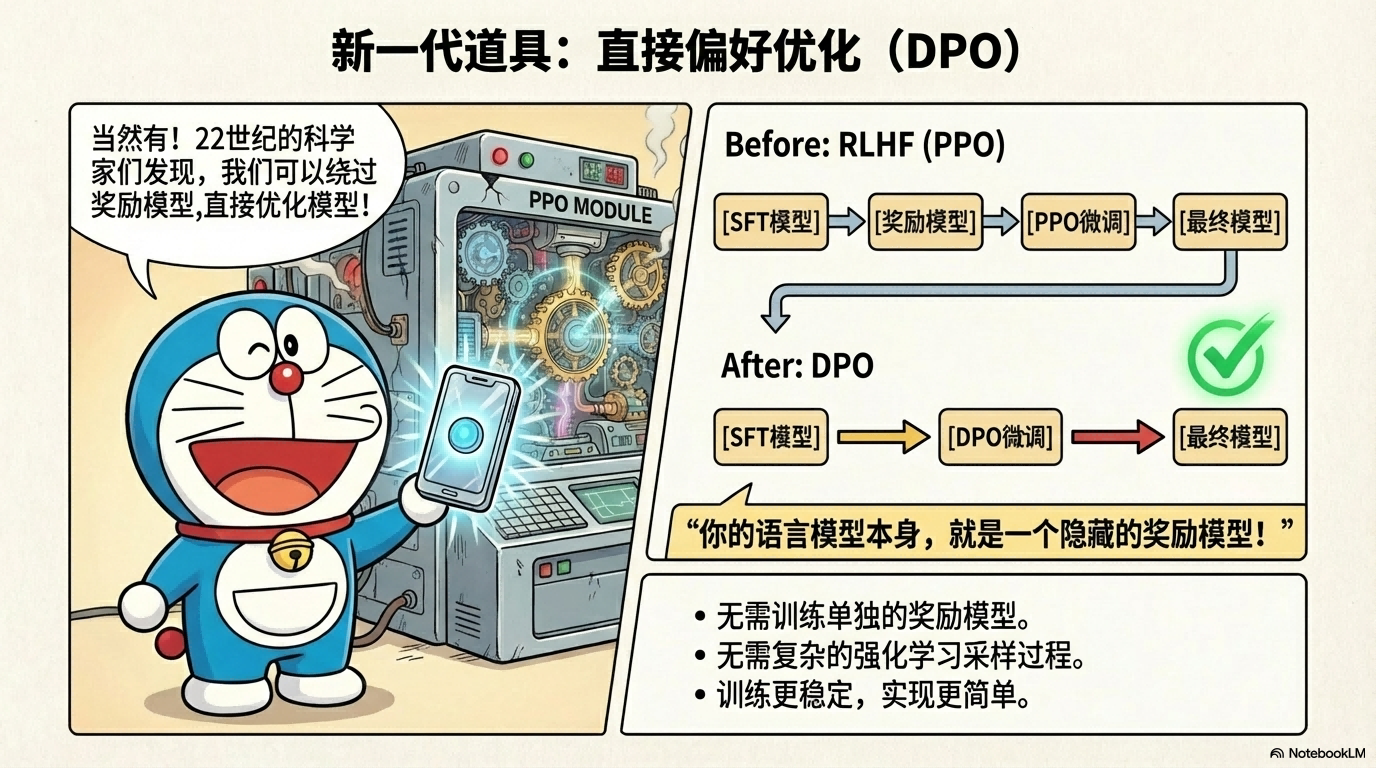 新一代道具：直接偏好优化（DPO）
当然有！22世纪的科学
家们发现，我们可以绕过
奖励模型,直接优化模型！
PPO MODULE
Before: RLHF (PPO)
[SFT模型]
[奖励模型]
[PPO微调]
[最终模型]
After: DPO
[SFT模型]
[DPO微调]
[最终模型]
“你的语言模型本身，就是一个隐藏的奖励模型！”
• 无需训练单独的奖励模型。
• 无需复杂的强化学习采样过程。
• 训练更稳定，实现更简单。
NotebookLM